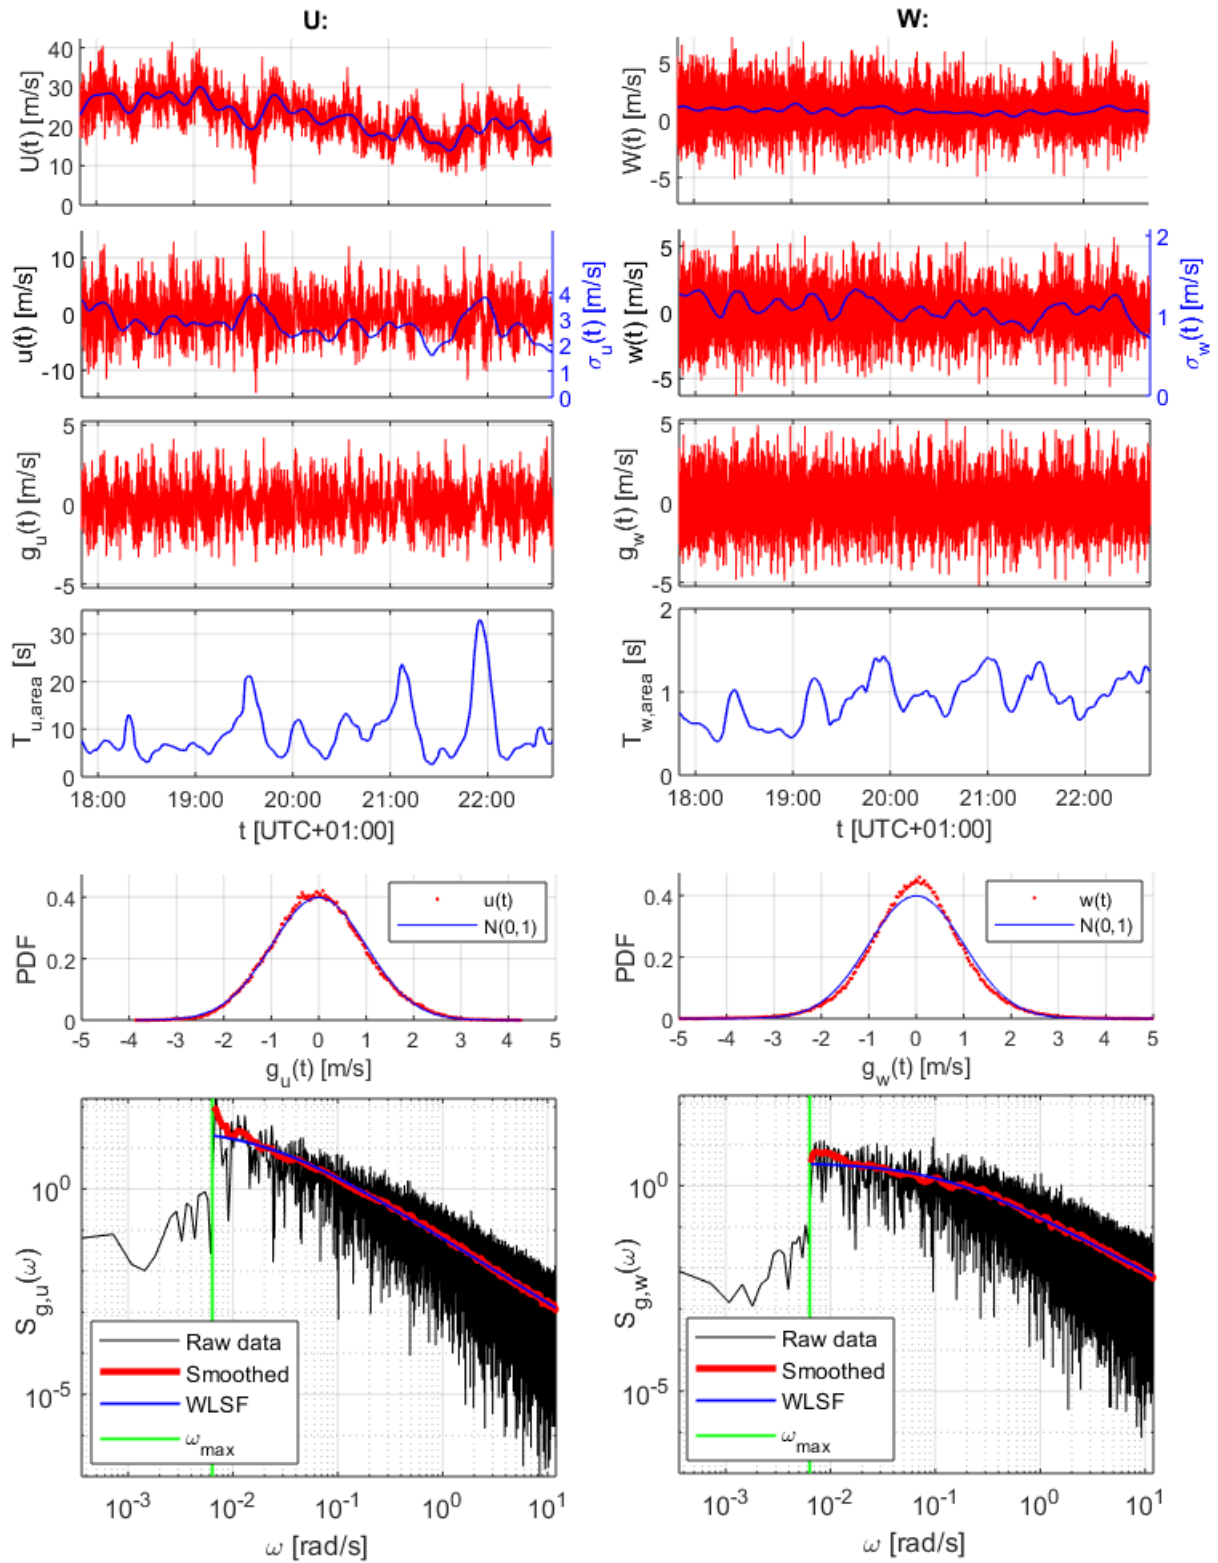 U:
40
30
20
10
0
U(t) [m/s]
10
0
-10
u(t) [m/s]
4
3
2
1
0
σu(t) [m/s]
5
0
-5
gu(t) [m/s]
30
20
10
0
Tu,area [s]
18:00 19:00 20:00 21:00 22:00
t [UTC+01:00]
0.4
0.2
0
PDF
u(t)
N(0,1)
-5 -4 -3 -2 -1 0 1 2 3 4 5
gu(t) [m/s]
10^0
10^-5
Sg,u(ω)
Raw data
Smoothed
WLSF
ωmax
10^-3 10^-2 10^-1 10^0 10^1
ω [rad/s]
W:
5
0
-5
W(t) [m/s]
5
0
-5
w(t) [m/s]
2
1
0
σw(t) [m/s]
5
0
-5
gw(t) [m/s]
2
1
0
Tw,area [s]
18:00 19:00 20:00 21:00 22:00
t [UTC+01:00]
0.4
0.2
0
PDF
w(t)
N(0,1)
-5 -4 -3 -2 -1 0 1 2 3 4 5
gw(t) [m/s]
10^0
10^-5
Sg,w(ω)
Raw data
Smoothed
WLSF
ωmax
10^-3 10^-2 10^-1 10^0 10^1
ω [rad/s]